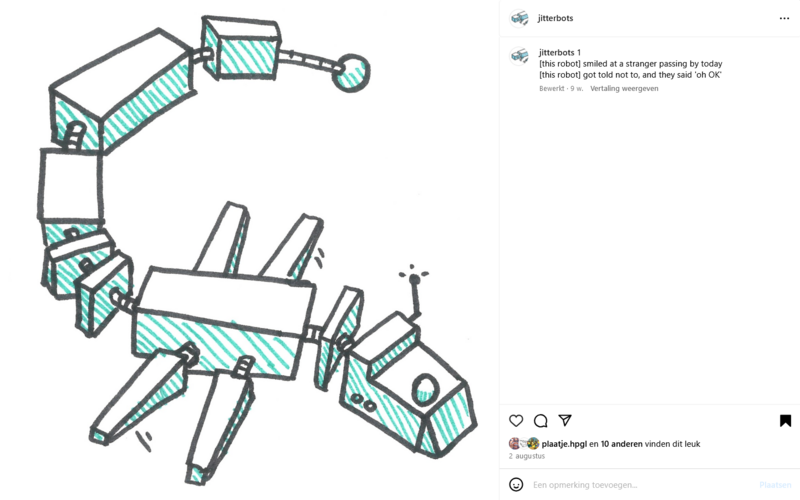 jitterbots
jitterbots 1
[this robot] smiled at a stranger passing by today
[this robot] got told not to, and they said 'oh OK'
Bewerkt · 9 w. Vertaling weergeven
plaatje.hpgl en 10 anderen vinden dit leuk
2 augustus
Een opmerking toevoegen... Plaatsen